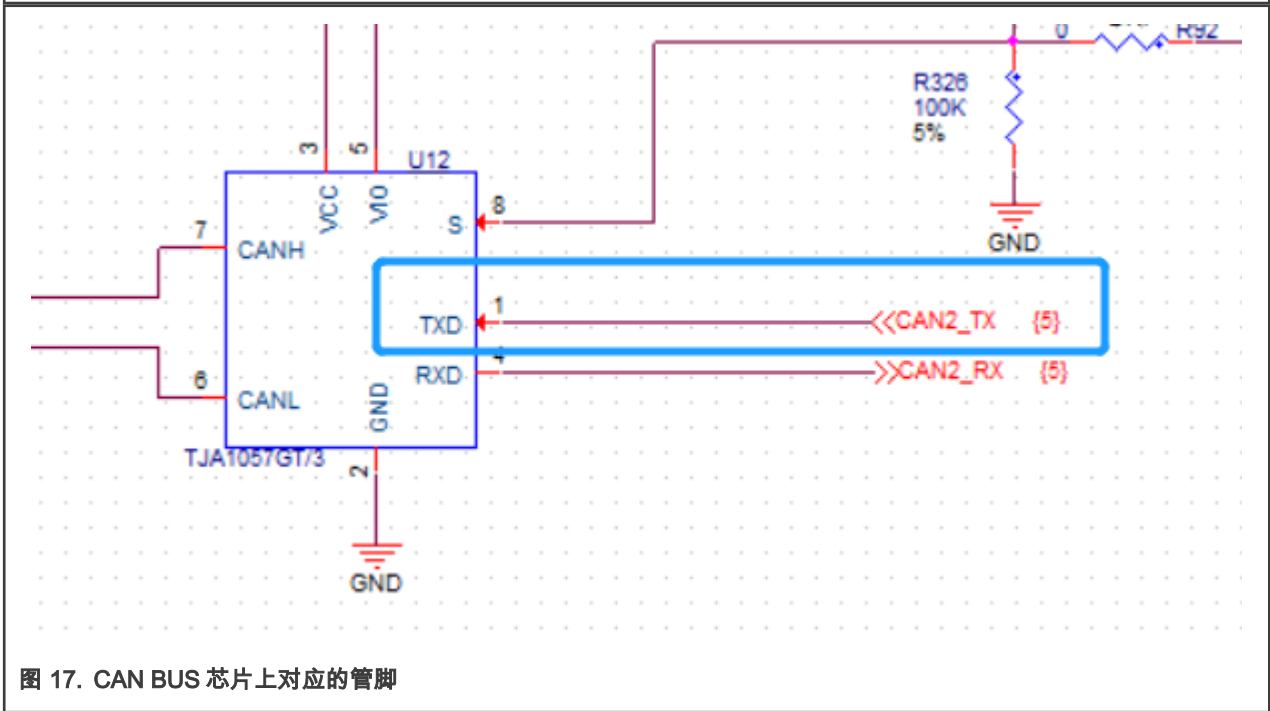 0
R92
R326
100K
5%
GND
3
5
U12
VCC
VIO
S
8
7
CANH
TXD
1
CAN2_TX {5}
RXD
CAN2_RX {5}
6
CANL
GND
TJA1057GT/3
2
GND
图 17. CAN BUS 芯片上对应的管脚